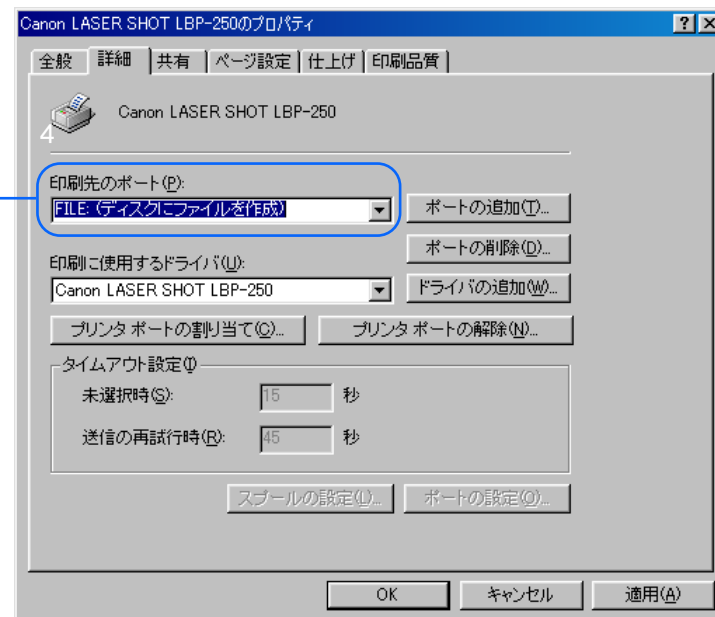 Canon LASER SHOT LBP-250のプロパティ
全般 詳細 共有 ページ設定 仕上げ 印刷品質
Canon LASER SHOT LBP-250
4
印刷先のポート(P):
FILE: (ディスクにファイルを作成)
ポートの追加(T)...
ポートの削除(D)...
印刷に使用するドライバ(U):
Canon LASER SHOT LBP-250
ドライバの追加(W)...
プリンタ ポートの割り当て(C)... プリンタ ポートの解除(N)...
タイムアウト設定(I)
未選択時(S): 15 秒
送信の再試行時(R): 45 秒
スプールの設定(L)... ポートの設定(O)...
OK キャンセル 適用(A)